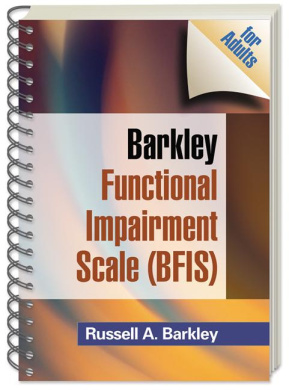 for Adults
Barkley
Functional
Impairment
Scale (BFIS)
Russell A. Barkley